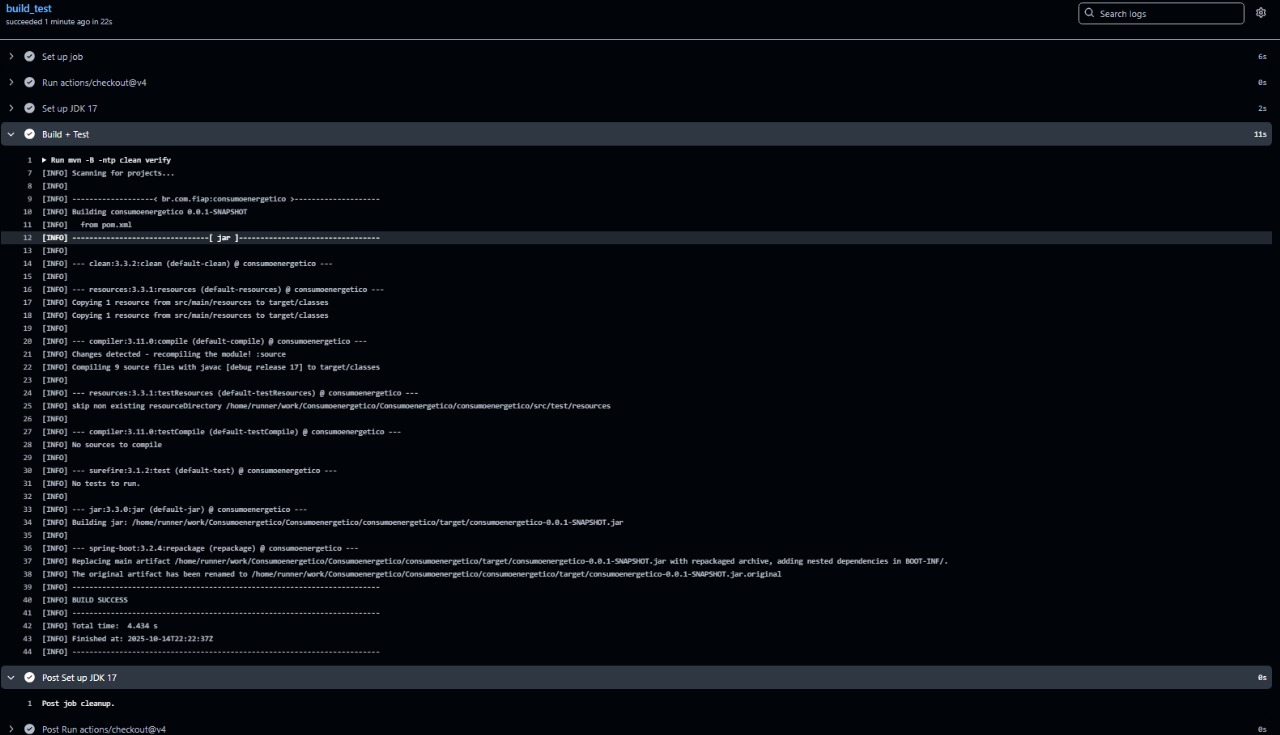 build_test
succeeded 1 minute ago in 22s
Search logs
Set up job 6s
Run actions/checkout@v4 0s
Set up JDK 17 2s
Build + Test 11s
1 ▶ Run mvn -B -ntp clean verify
7 [INFO] Scanning for projects...
8 [INFO]
9 [INFO] -------------------< br.com.fiap:consumoenergetico >--------------------
10 [INFO] Building consumoenergetico 0.0.1-SNAPSHOT
11 [INFO]   from pom.xml
12 [INFO] --------------------------------[ jar ]---------------------------------
13 [INFO]
14 [INFO] --- clean:3.3.2:clean (default-clean) @ consumoenergetico ---
15 [INFO]
16 [INFO] --- resources:3.3.1:resources (default-resources) @ consumoenergetico ---
17 [INFO] Copying 1 resource from src/main/resources to target/classes
18 [INFO] Copying 1 resource from src/main/resources to target/classes
19 [INFO]
20 [INFO] --- compiler:3.11.0:compile (default-compile) @ consumoenergetico ---
21 [INFO] Changes detected - recompiling the module! :source
22 [INFO] Compiling 9 source files with javac [debug release 17] to target/classes
23 [INFO]
24 [INFO] --- resources:3.3.1:testResources (default-testResources) @ consumoenergetico ---
25 [INFO] skip non existing resourceDirectory /home/runner/work/Consumoenergetico/Consumoenergetico/consumoenergetico/src/test/resources
26 [INFO]
27 [INFO] --- compiler:3.11.0:testCompile (default-testCompile) @ consumoenergetico ---
28 [INFO] No sources to compile
29 [INFO]
30 [INFO] --- surefire:3.1.2:test (default-test) @ consumoenergetico ---
31 [INFO] No tests to run.
32 [INFO]
33 [INFO] --- jar:3.3.0:jar (default-jar) @ consumoenergetico ---
34 [INFO] Building jar: /home/runner/work/Consumoenergetico/Consumoenergetico/consumoenergetico/target/consumoenergetico-0.0.1-SNAPSHOT.jar
35 [INFO]
36 [INFO] --- spring-boot:3.2.4:repackage (repackage) @ consumoenergetico ---
37 [INFO] Replacing main artifact /home/runner/work/Consumoenergetico/Consumoenergetico/consumoenergetico/target/consumoenergetico-0.0.1-SNAPSHOT.jar with repackaged archive, adding nested dependencies in BOOT-INF/.
38 [INFO] The original artifact has been renamed to /home/runner/work/Consumoenergetico/Consumoenergetico/consumoenergetico/target/consumoenergetico-0.0.1-SNAPSHOT.jar.original
39 [INFO] ------------------------------------------------------------------------
40 [INFO] BUILD SUCCESS
41 [INFO] ------------------------------------------------------------------------
42 [INFO] Total time:  4.434 s
43 [INFO] Finished at: 2025-10-14T22:22:37Z
44 [INFO] ------------------------------------------------------------------------
Post Set up JDK 17 0s
1 Post job cleanup.
Post Run actions/checkout@v4 0s